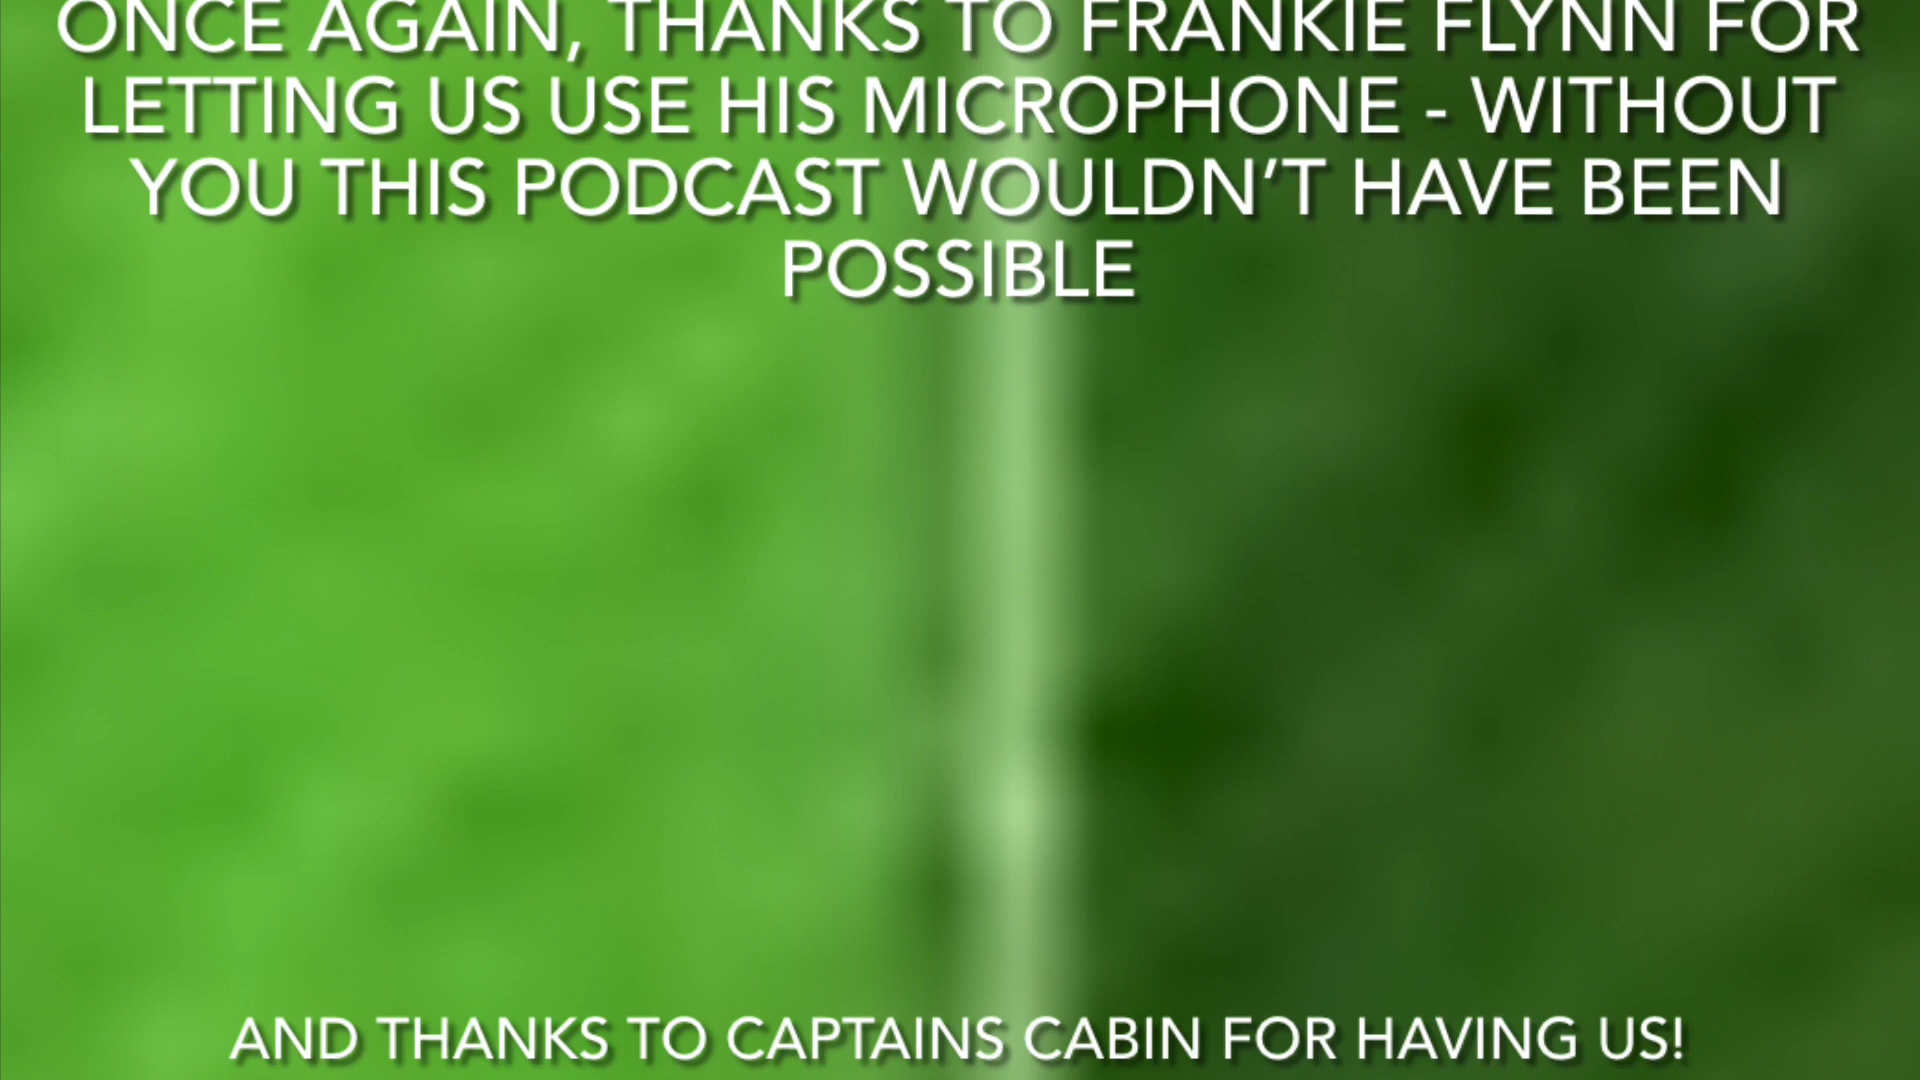 ONCE AGAIN, THANKS TO FRANKIE FLYNN FOR
LETTING US USE HIS MICROPHONE - WITHOUT
YOU THIS PODCAST WOULDN’T HAVE BEEN
POSSIBLE
AND THANKS TO CAPTAINS CABIN FOR HAVING US!